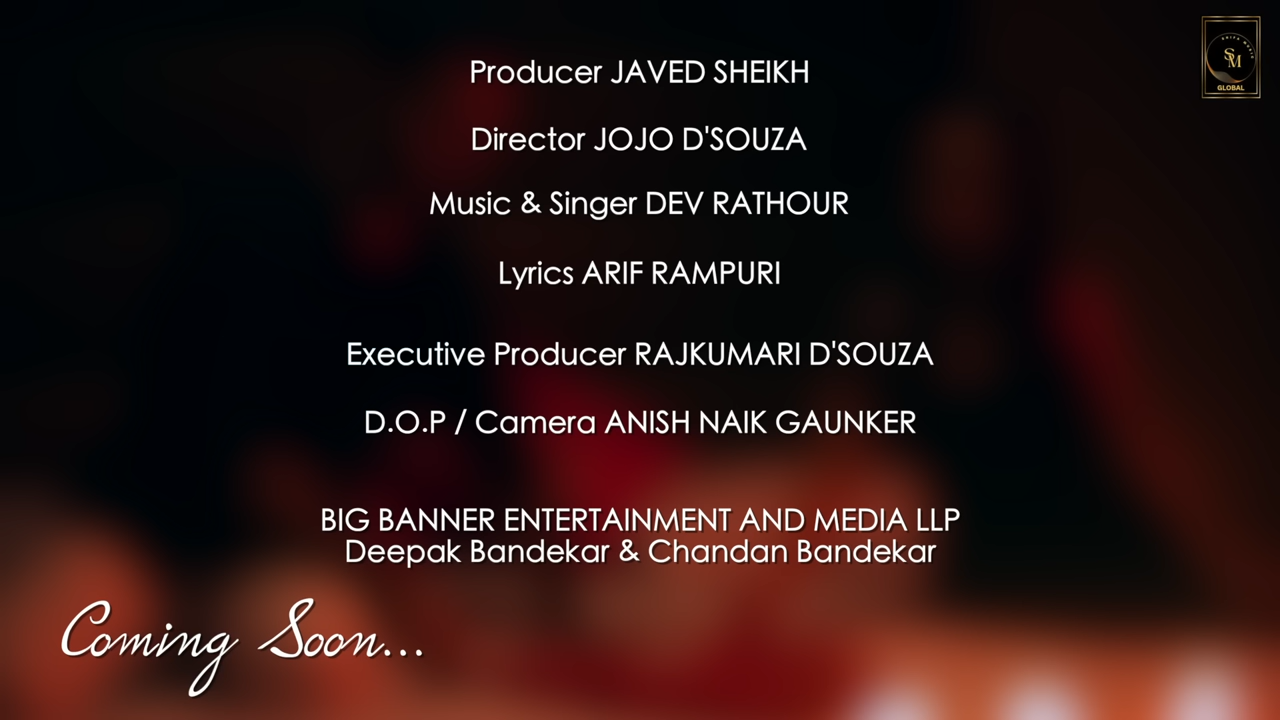 Producer JAVED SHEIKH
Director JOJO D'SOUZA
Music & Singer DEV RATHOUR
Lyrics ARIF RAMPURI
Executive Producer RAJKUMARI D'SOUZA
D.O.P / Camera ANISH NAIK GAUNKER
BIG BANNER ENTERTAINMENT AND MEDIA LLP
Deepak Bandekar & Chandan Bandekar
Coming Soon...
SM
GLOBAL